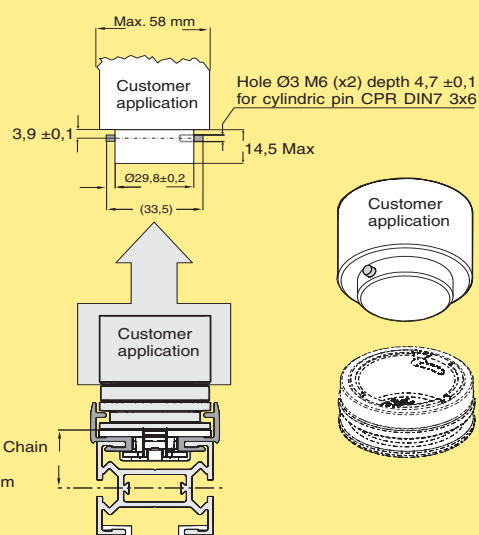 Max. 58 mm
Customer
application
Hole Ø3 M6 (x2) depth 4,7 ±0,1
for cylindric pin CPR DIN7 3x6
3,9 ±0,1
14,5 Max
Ø29,8±0,2
(33,5)
Customer
application
Customer
application
Chain
m